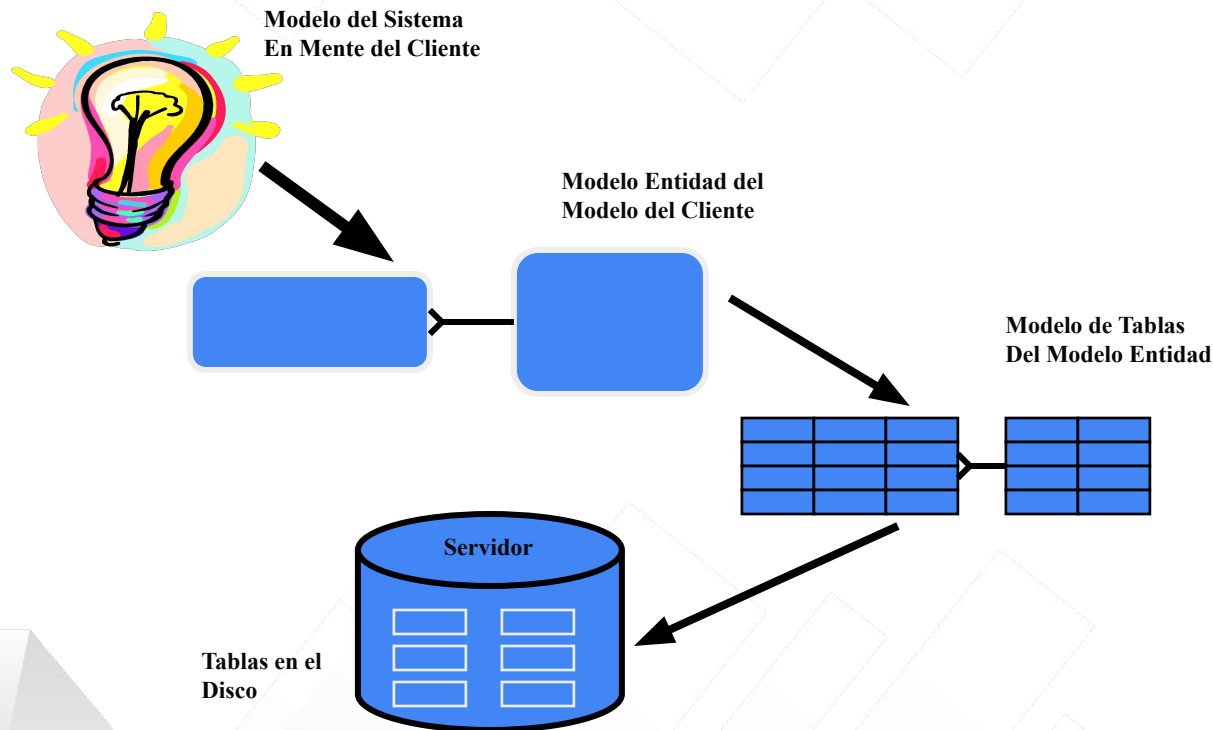 Modelo del Sistema
En Mente del Cliente
Modelo Entidad del
Modelo del Cliente
Modelo de Tablas
Del Modelo Entidad
Servidor
Tablas en el
Disco